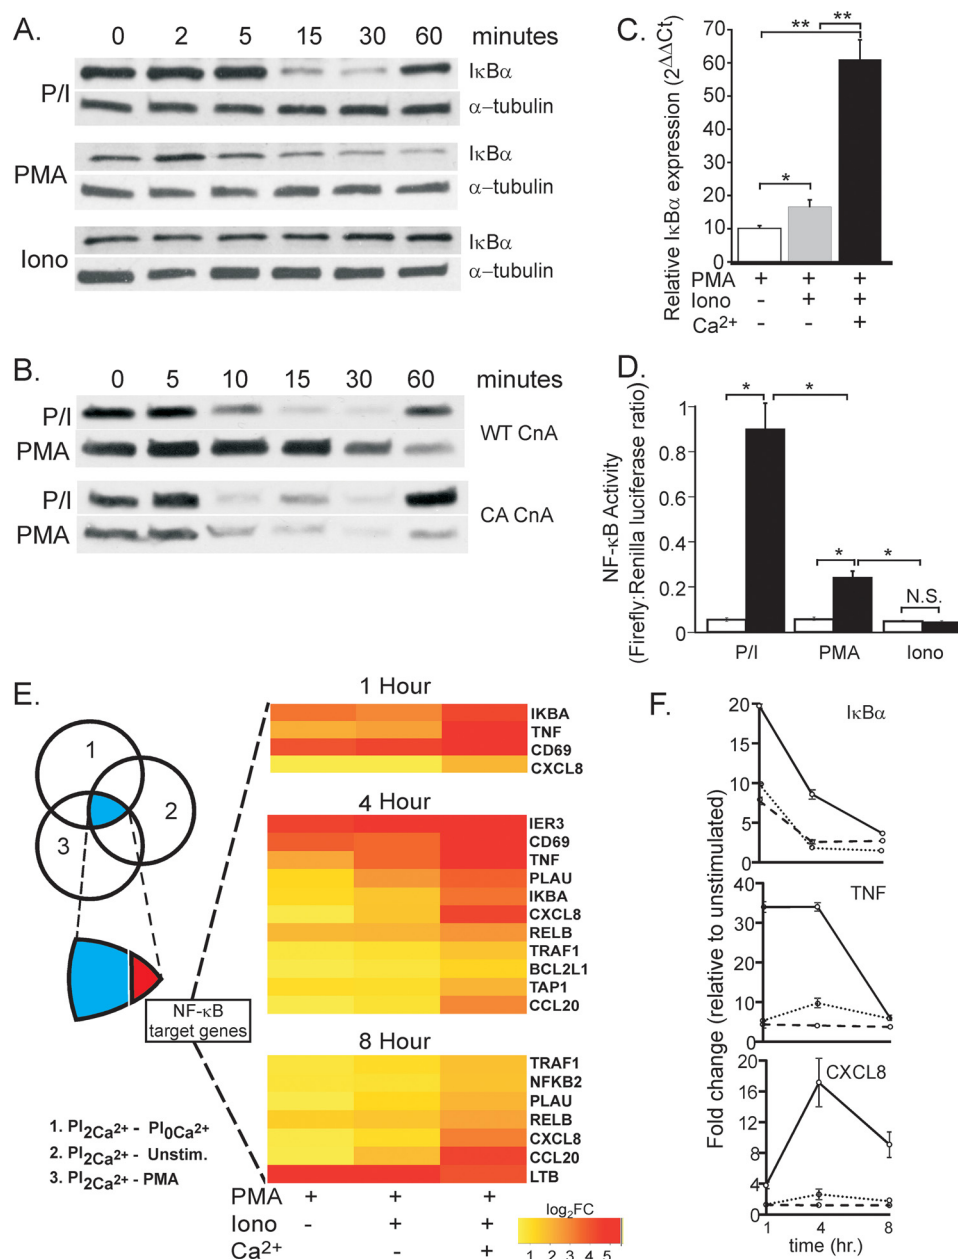 A.
0 2 5 15 30 60 minutes
P/I
IκBα
α–tubulin
PMA
IκBα
α–tubulin
Iono
IκBα
α–tubulin
B.
0 5 10 15 30 60 minutes
P/I
PMA
WT CnA
P/I
PMA
CA CnA
C.
Relative IκBα expression (2ΔΔCt)
70
60
50
40
30
20
10
0
** **
*
PMA + + +
Iono - + +
Ca2+ - - +
D.
NF-κB Activity
(Firefly:Renilla luciferase ratio)
1
0.8
0.6
0.4
0.2
0
* *
* *
N.S.
P/I PMA Iono
E.
1
2
3
NF-κB
target genes
1. PI2Ca2+ - PI0Ca2+
2. PI2Ca2+ - Unstim.
3. PI2Ca2+ - PMA
1 Hour
IKBA
TNF
CD69
CXCL8
4 Hour
IER3
CD69
TNF
PLAU
IKBA
CXCL8
RELB
TRAF1
BCL2L1
TAP1
CCL20
8 Hour
TRAF1
NFKB2
PLAU
RELB
CXCL8
CCL20
LTB
PMA + + +
Iono - + +
Ca2+ - +
log2FC
1 2 3 4 5
F.
Fold change (relative to unstimulated)
IκBα
20
15
10
5
0
TNF
40
30
20
10
0
CXCL8
20
16
12
8
4
0
1 4 8
time (hr.)